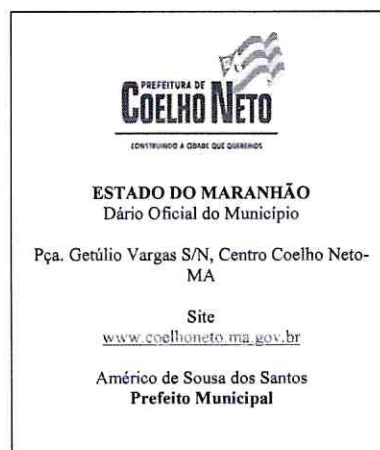 PREFEITURA DE
COELHO NETO
CONSTRUINDO A CIDADE QUE QUEREMOS
ESTADO DO MARANHÃO
Dário Oficial do Município
Pça. Getúlio Vargas S/N, Centro Coelho Neto-
MA
Site
www.coelhoneto.ma.gov.br
Américo de Sousa dos Santos
Prefeito Municipal